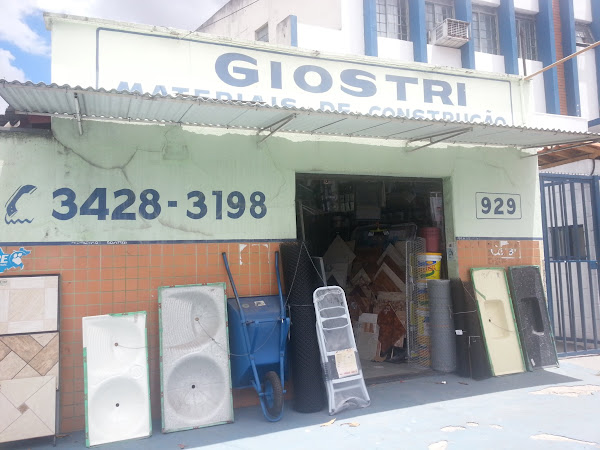 GIOSTRI
MATERIAIS DE CONSTRUÇÃO
3428-3198
929